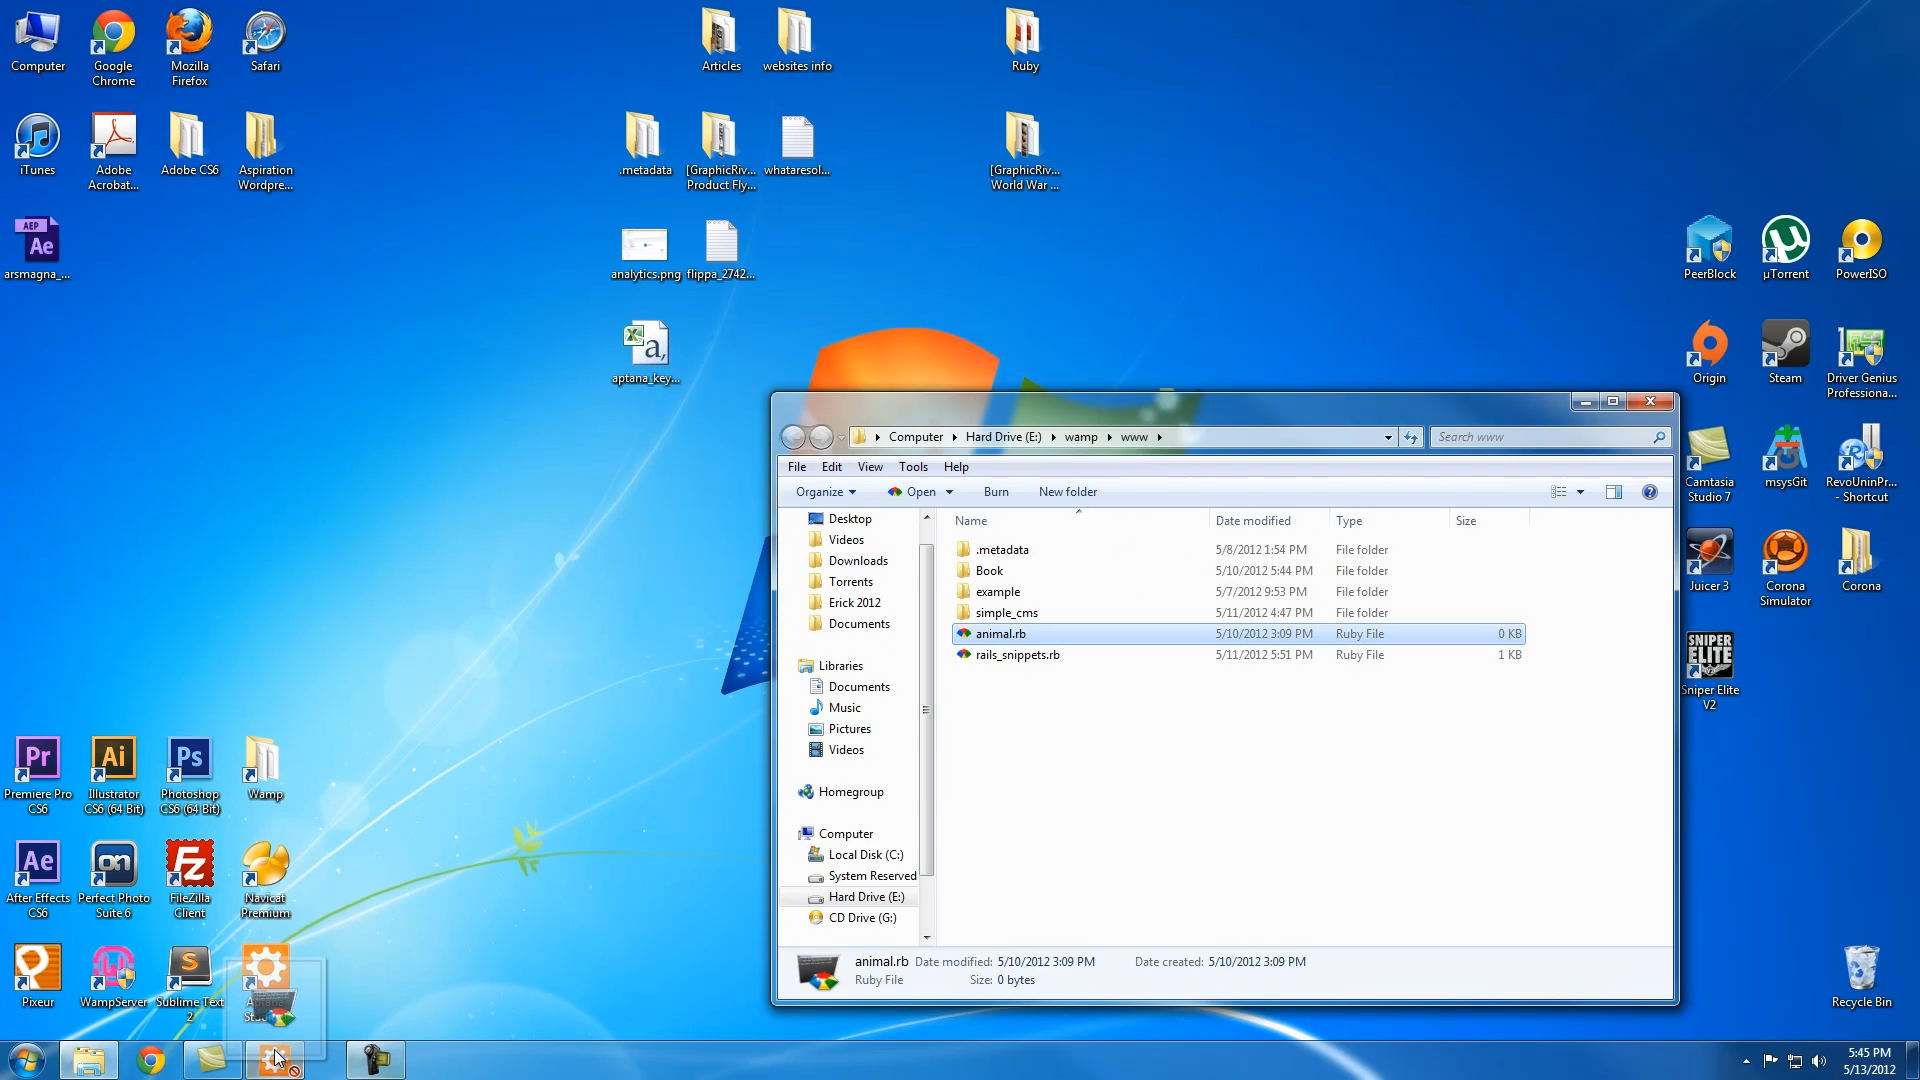 Computer
Google
Chrome
Mozilla
Firefox
Safari
Articles
websites info
Ruby
iTunes
Adobe
Acrobat...
Adobe CS6
Aspiration
Wordpre...
.metadata
[GraphicRiv...
Product Fly...
whataresol...
[GraphicRiv...
World War ...
AEP
Ae
arsmagna_...
analytics.png
flippa_2742...
PeerBlock
µTorrent
PowerISO
a,
aptana_key...
Origin
Steam
Driver Genius
Professiona...
Camtasia
Studio 7
msysGit
RevoUninPr...
- Shortcut
Juicer 3
Corona
Simulator
Corona
SNIPER
ELITE
Sniper Elite
V2
Computer
Hard Drive (E:)
wamp
www
Search www
File Edit View Tools Help
Organize Open Burn New folder
Name Date modified Type Size
.metadata 5/8/2012 1:54 PM File folder
Book 5/10/2012 5:44 PM File folder
example 5/7/2012 9:53 PM File folder
simple_cms 5/11/2012 4:47 PM File folder
animal.rb 5/10/2012 3:09 PM Ruby File 0 KB
rails_snippets.rb 5/11/2012 5:51 PM Ruby File 1 KB
Desktop
Videos
Downloads
Torrents
Erick 2012
Documents
Libraries
Documents
Music
Pictures
Videos
Homegroup
Computer
Local Disk (C:)
System Reserved
Hard Drive (E:)
CD Drive (G:)
animal.rb Date modified: 5/10/2012 3:09 PM Date created: 5/10/2012 3:09 PM
Ruby File Size: 0 bytes
Pr
Premiere Pro
CS6
Ai
Illustrator
CS6 (64 Bit)
Ps
Photoshop
CS6 (64 Bit)
Wamp
Ae
After Effects
CS6
on
Perfect Photo
Suite 6
Fz
FileZilla
Client
Navicat
Premium
Pixeur
WampServer
S
Sublime Text
2
Recycle Bin
5:45 PM
5/13/2012